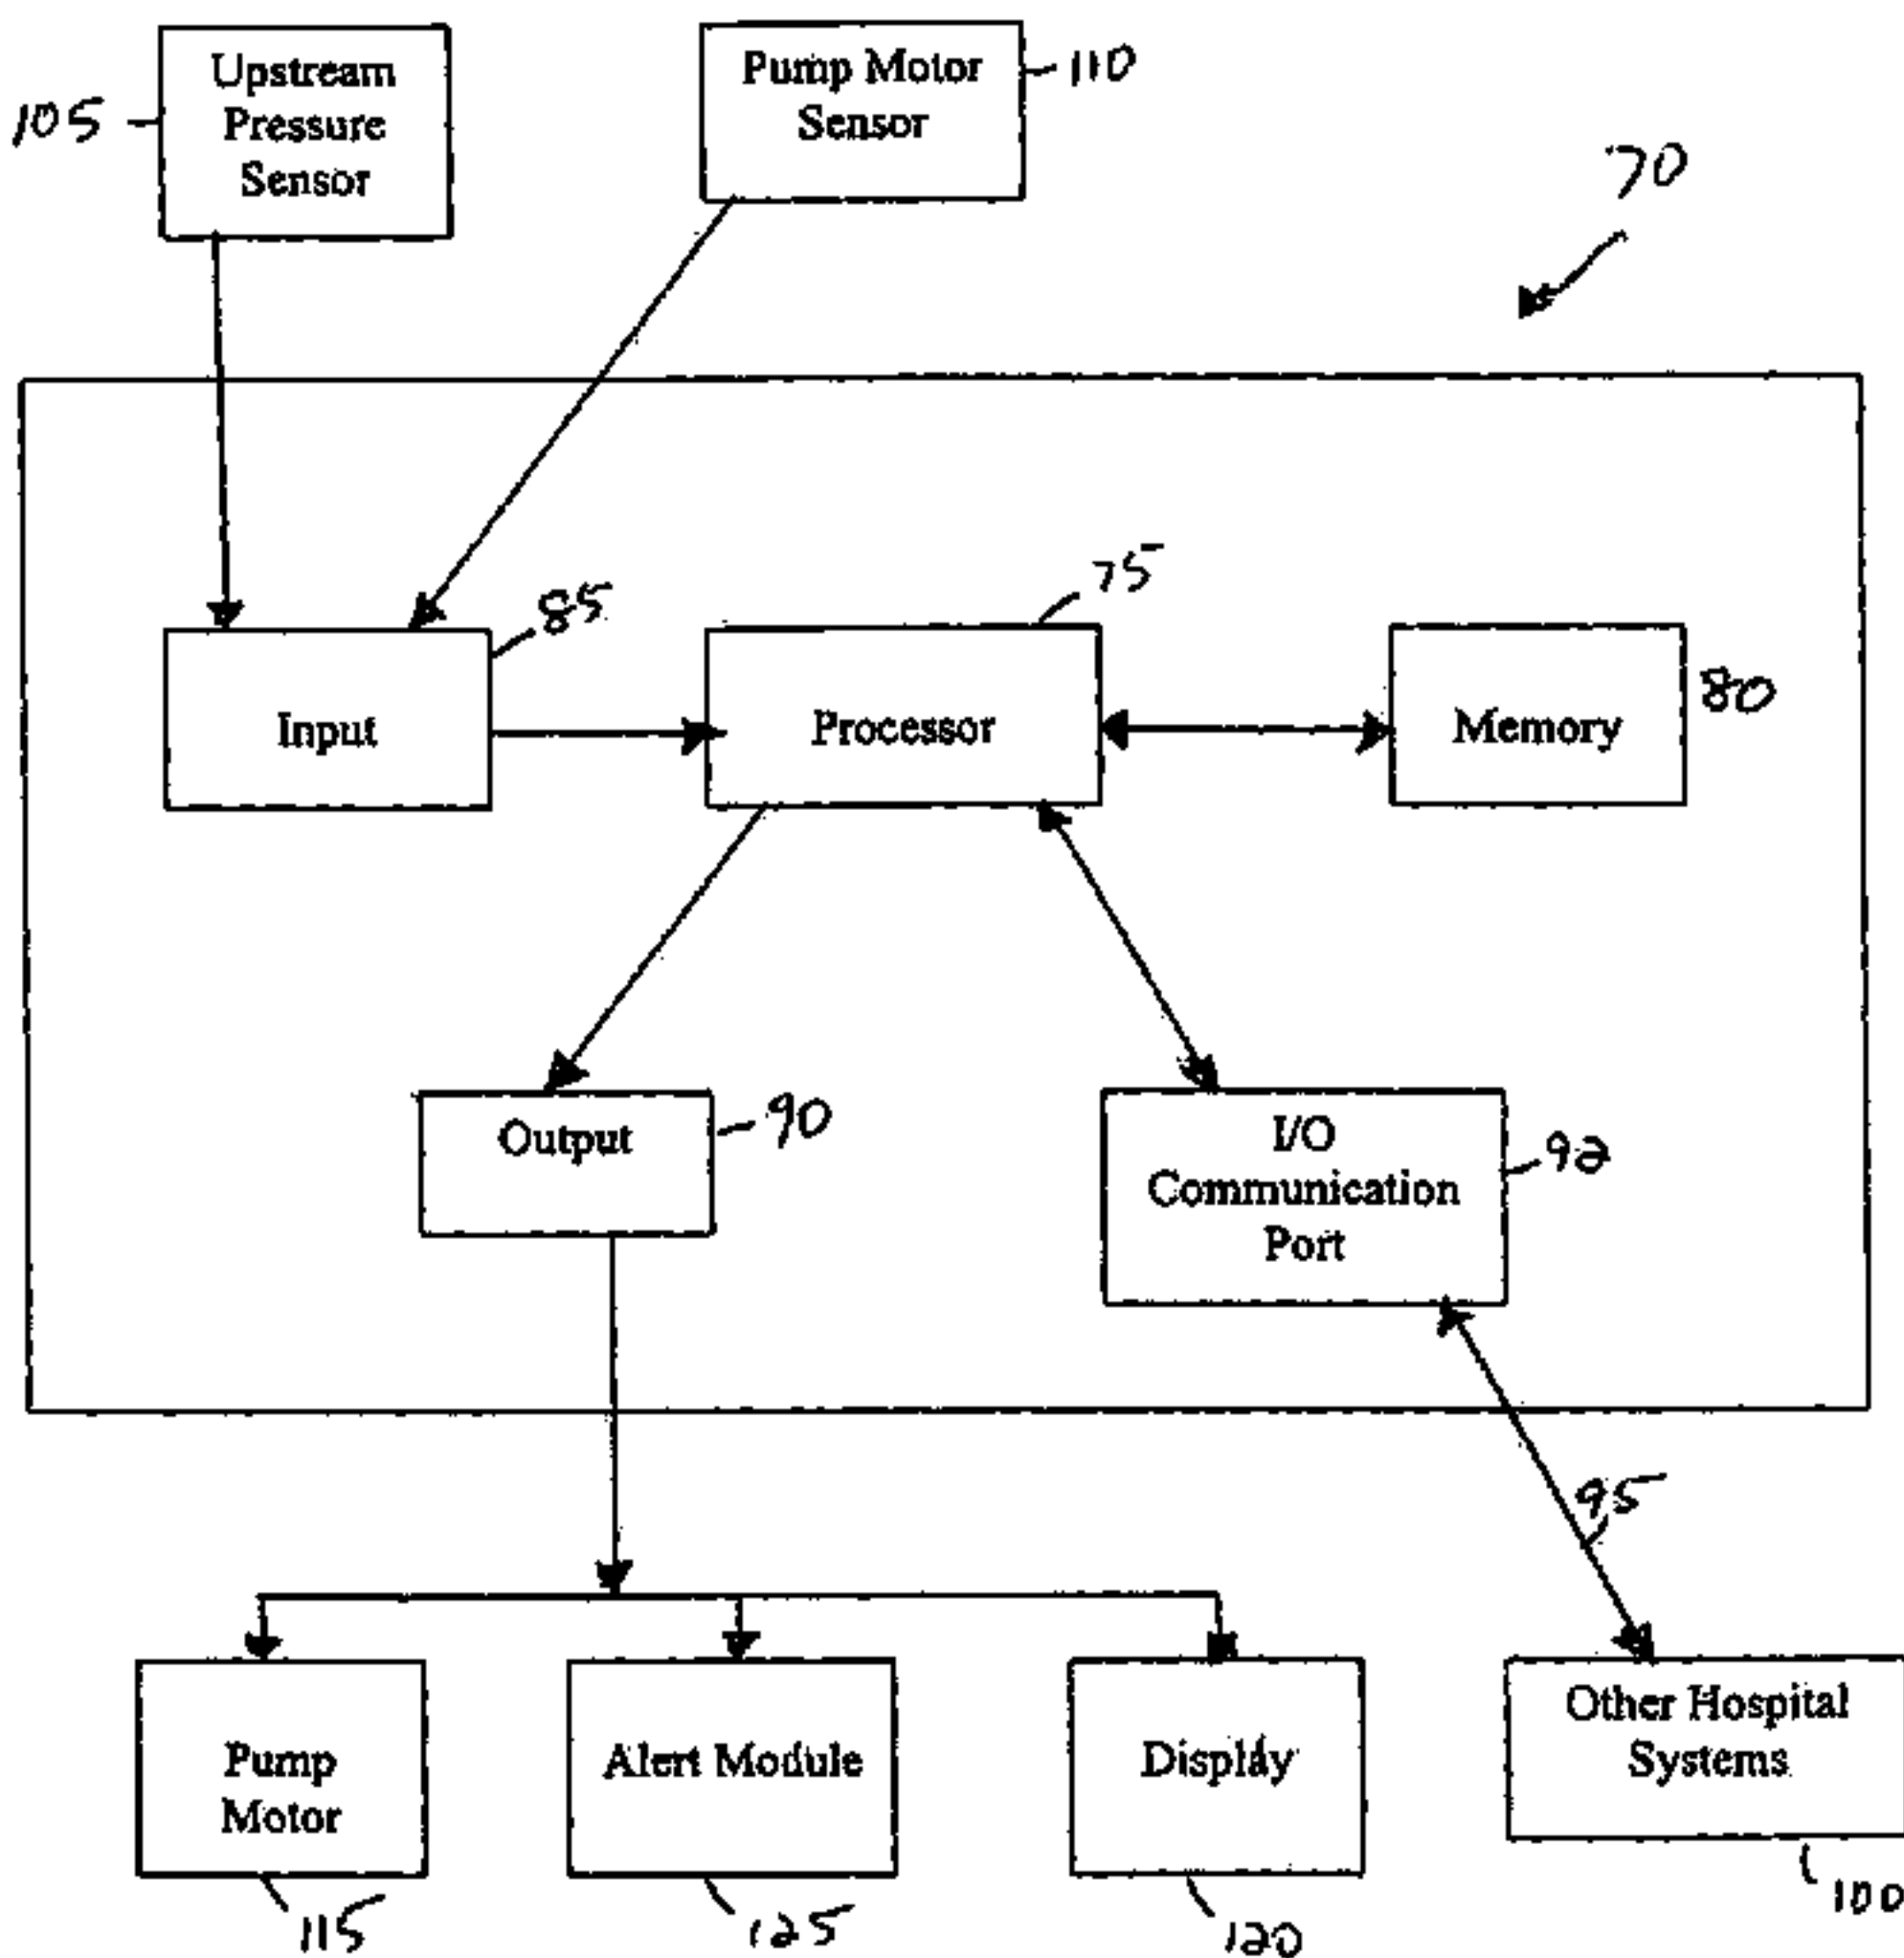 Upstream
Pressure
Sensor
105
Pump Motor
Sensor
110
70
Input
85
Processor
75
Memory
80
Output
90
I/O
Communication
Port
92
95
Pump
Motor
115
Alert Module
125
Display
120
Other Hospital
Systems
100